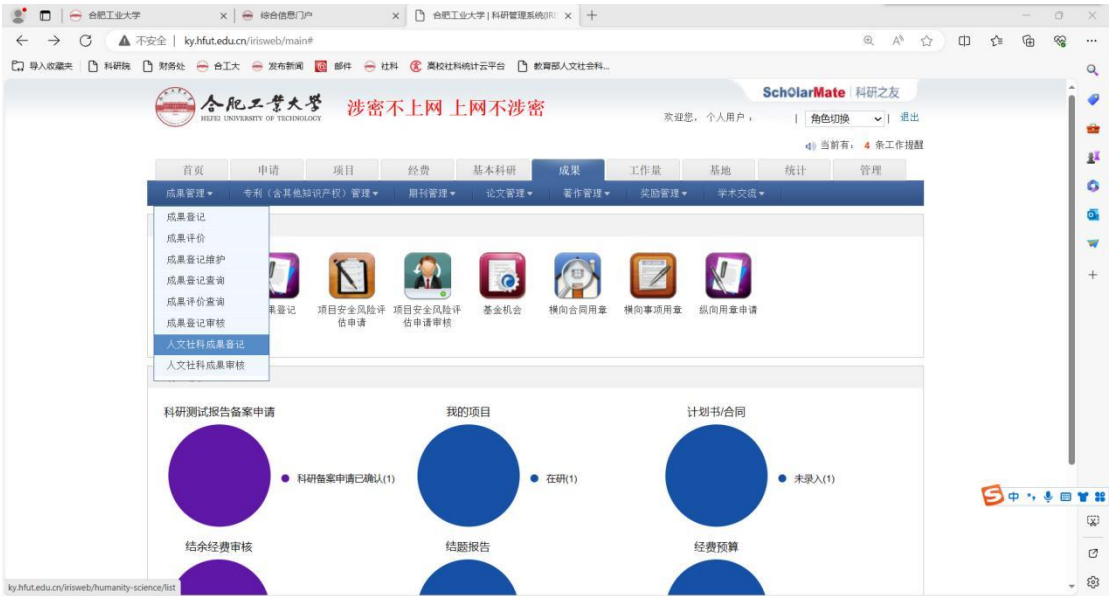 合肥工业大学
综合信息门户
合肥工业大学|科研管理系统(IRI
不安全 | ky.hfut.edu.cn/irisweb/main#
导入收藏夹 科研院 财务处 合工大 发布新闻 邮件 社科 高校社科统计云平台 教育部人文社会科...
合肥工业大学
HEFEI UNIVERSITY OF TECHNOLOGY
涉密不上网 上网不涉密
SchOlarMate 科研之友
欢迎您, 个人用户, | 角色切换 | 退出
当前有: 4 条工作提醒
首页 申请 项目 经费 基本科研 成果 工作量 基地 统计 管理
成果管理 专利(含其他知识产权)管理 期刊管理 论文管理 著作管理 奖励管理 学术交流
成果登记
成果评价
成果登记维护
成果登记查询
成果评价查询
成果登记审核
人文社科成果登记
人文社科成果审核
果登记 项目安全风险评估申请 项目安全风险评估申请审核 基金机会 横向合同用章 横向事项用章 纵向用章申请
科研测试报告备案申请 我的项目 计划书/合同
科研备案申请已确认(1) 在研(1) 未录入(1)
中
结余经费审核 结题报告 经费预算
ky.hfut.edu.cn/irisweb/humanity-science/list